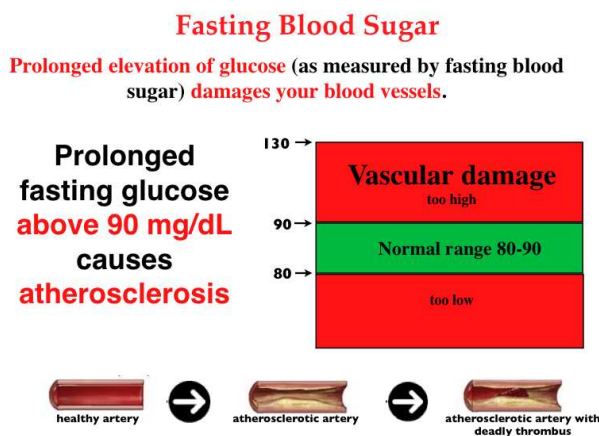 Fasting Blood Sugar
Prolonged elevation of glucose (as measured by fasting blood
sugar) damages your blood vessels.
Prolonged
fasting glucose
above 90 mg/dL
causes
atherosclerosis
130
Vascular damage
too high
90
Normal range 80-90
80
too low
healthy artery
atherosclerotic artery
atherosclerotic artery with
deadly thrombus